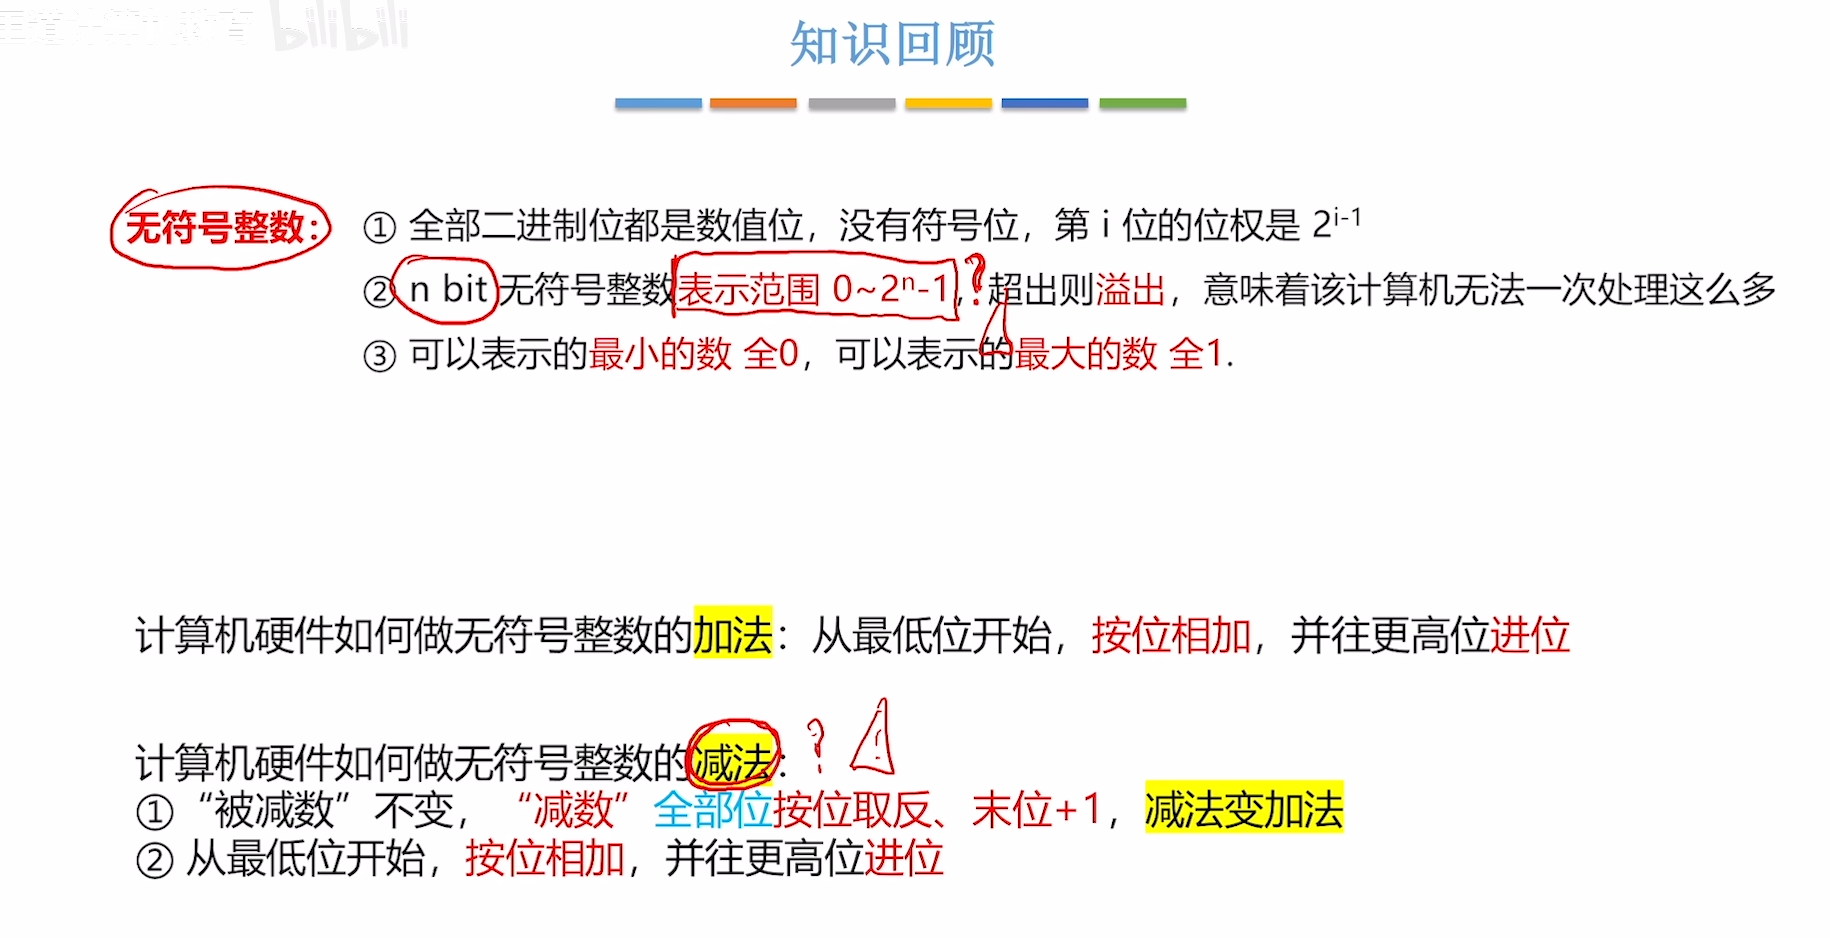 bilibili
知识回顾
无符号整数： ① 全部二进制位都是数值位，没有符号位，第 i 位的位权是 2^{i-1}
② n bit 无符号整数表示范围 0~2^n-1，? 超出则溢出，意味着该计算机无法一次处理这么多
③ 可以表示的最小的数 全0，可以表示的最大的数 全1.
计算机硬件如何做无符号整数的加法：从最低位开始，按位相加，并往更高位进位
计算机硬件如何做无符号整数的减法： ?
①“被减数”不变，“减数”全部位按位取反、末位+1，减法变加法
② 从最低位开始，按位相加，并往更高位进位